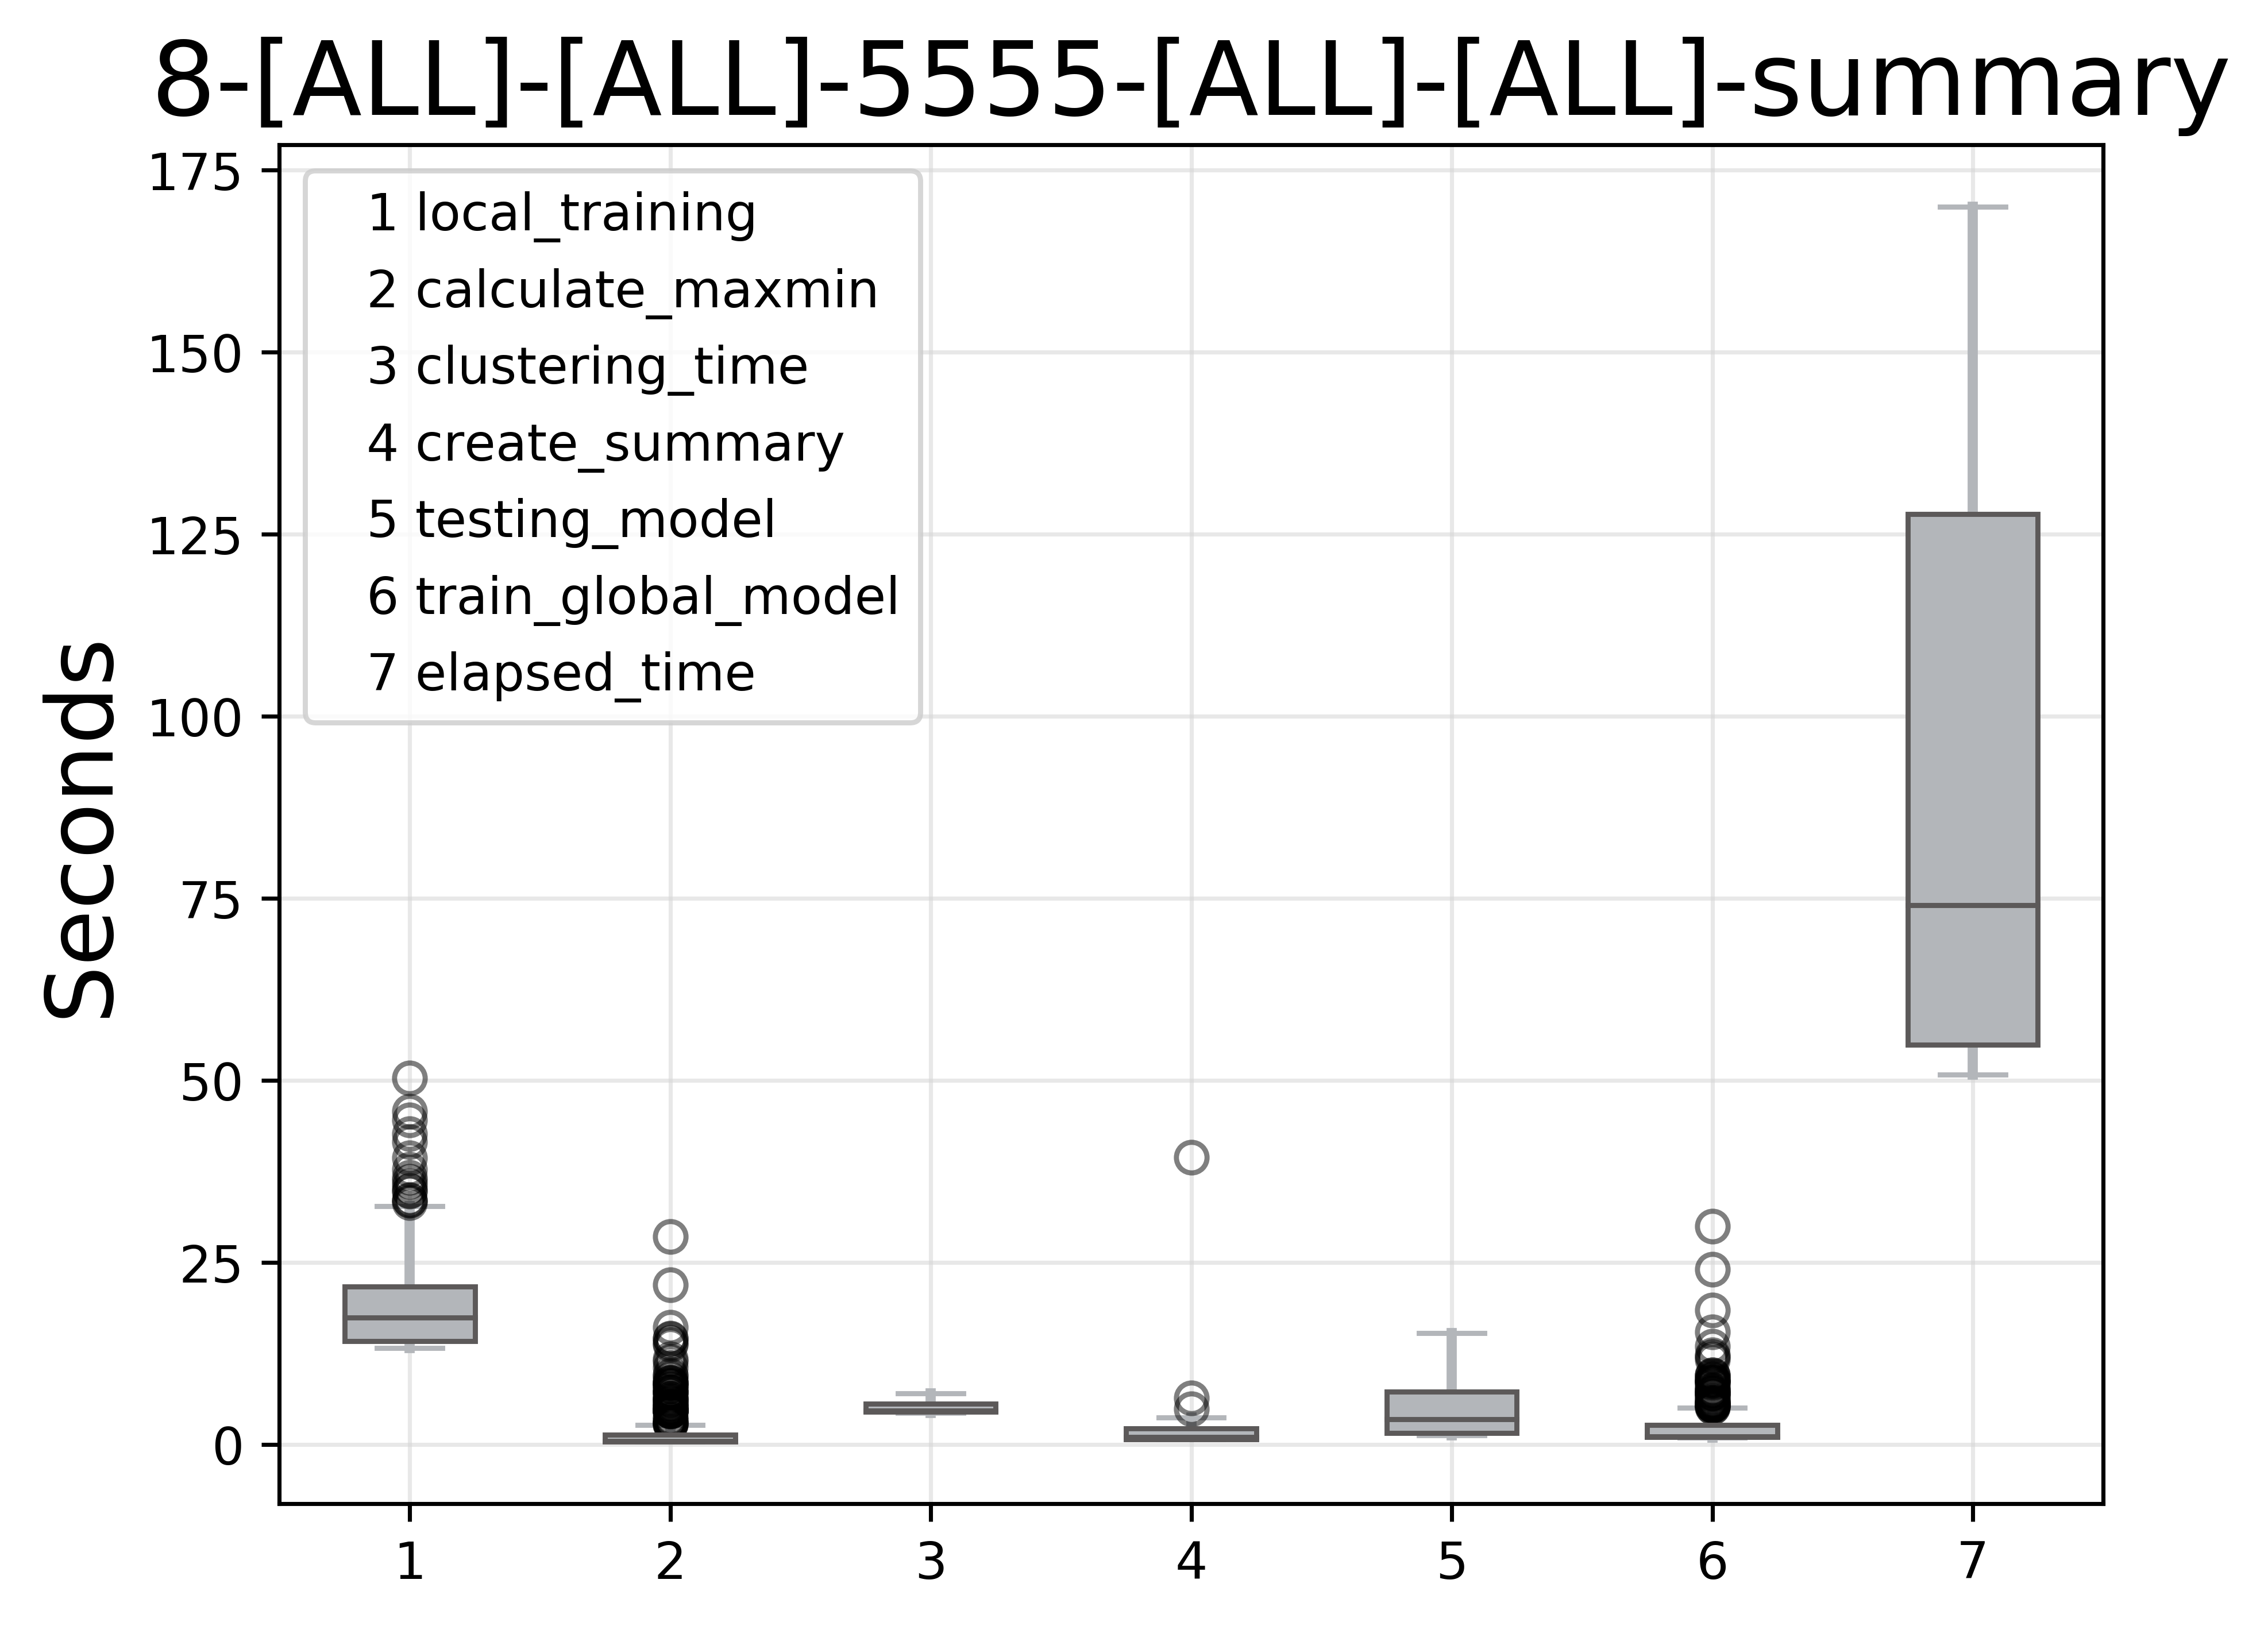 8-[ALL]-[ALL]-5555-[ALL]-[ALL]-summary
175
150
125
100
75
50
25
0
Seconds
1 local_training
2 calculate_maxmin
3 clustering_time
4 create_summary
5 testing_model
6 train_global_model
7 elapsed_time
1 2 3 4 5 6 7